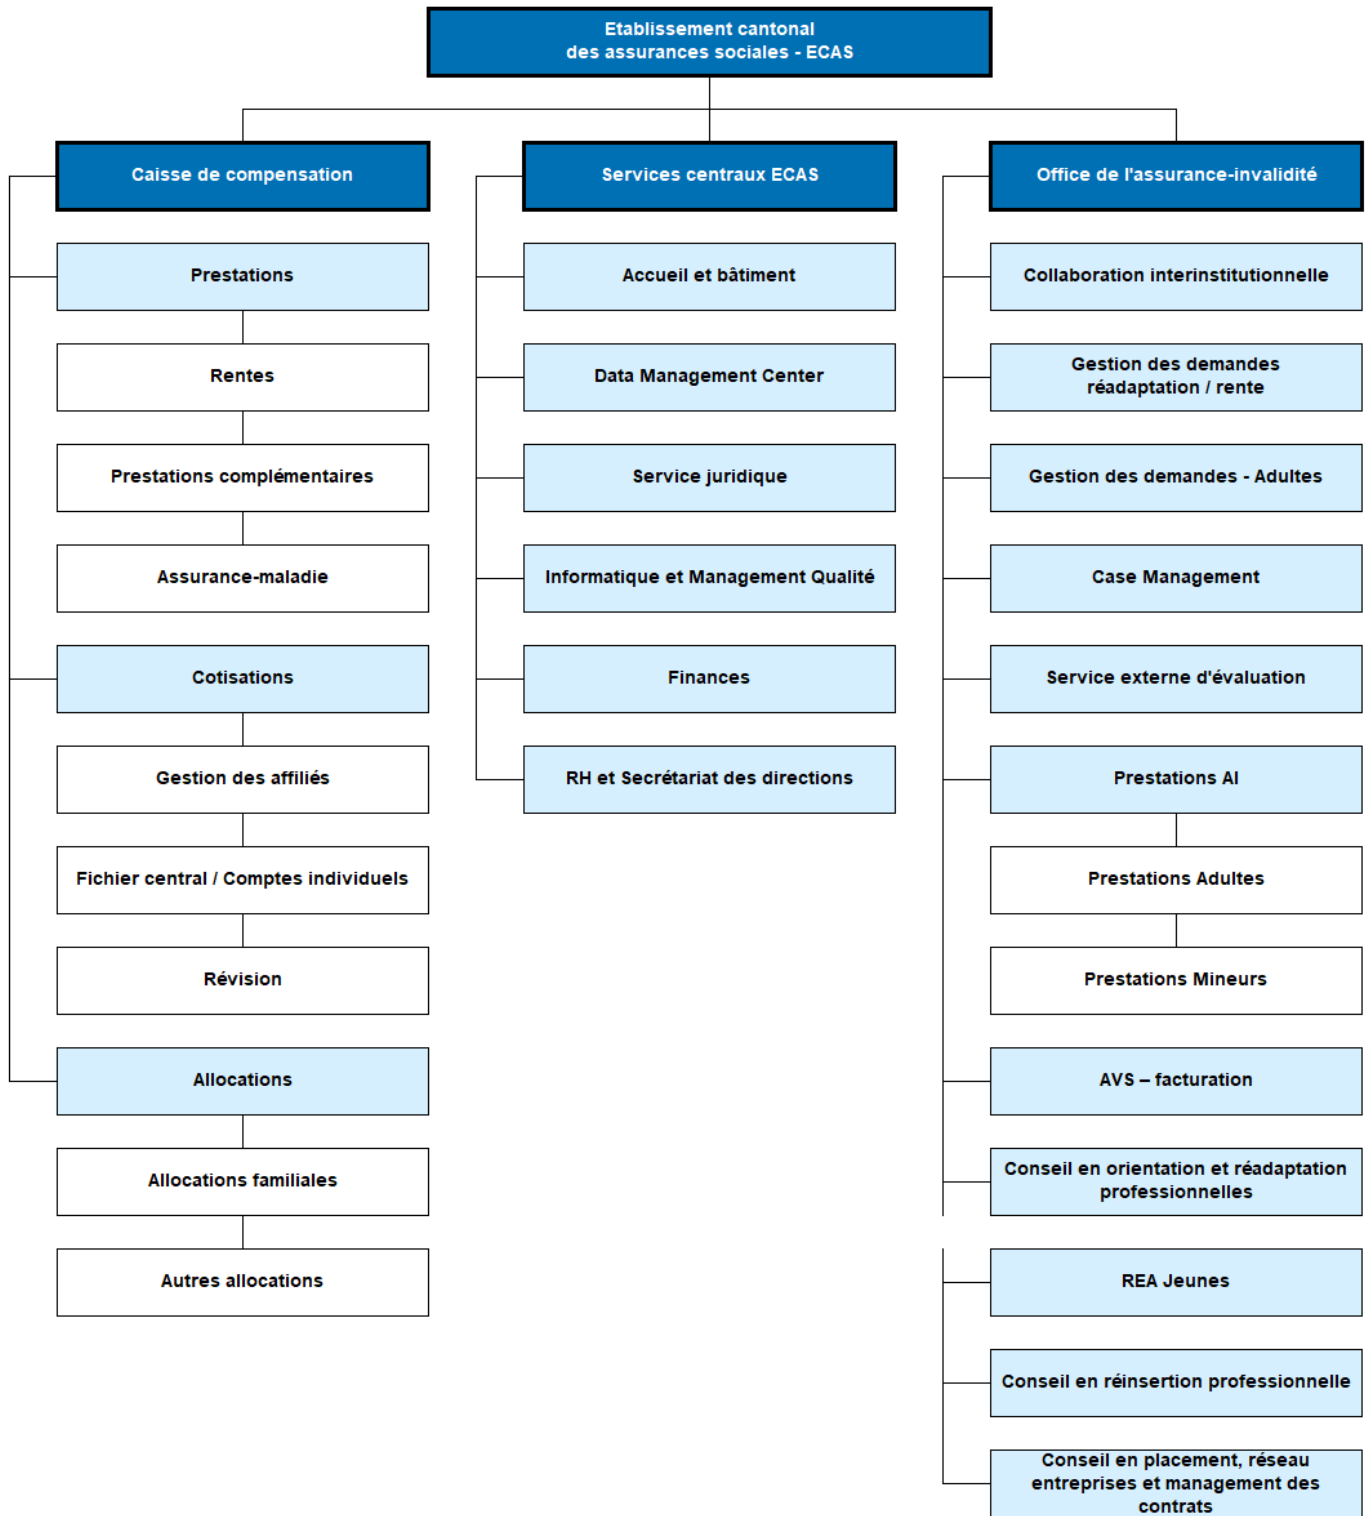 Etablissement cantonal
des assurances sociales - ECAS
Caisse de compensation
Prestations
Rentes
Prestations complémentaires
Assurance-maladie
Cotisations
Gestion des affiliés
Fichier central / Comptes individuels
Révision
Allocations
Allocations familiales
Autres allocations
Services centraux ECAS
Accueil et bâtiment
Data Management Center
Service juridique
Informatique et Management Qualité
Finances
RH et Secrétariat des directions
Office de l'assurance-invalidité
Collaboration interinstitutionnelle
Gestion des demandes
réadaptation / rente
Gestion des demandes - Adultes
Case Management
Service externe d'évaluation
Prestations AI
Prestations Adultes
Prestations Mineurs
AVS – facturation
Conseil en orientation et réadaptation
professionnelles
REA Jeunes
Conseil en réinsertion professionnelle
Conseil en placement, réseau
entreprises et management des
contrats